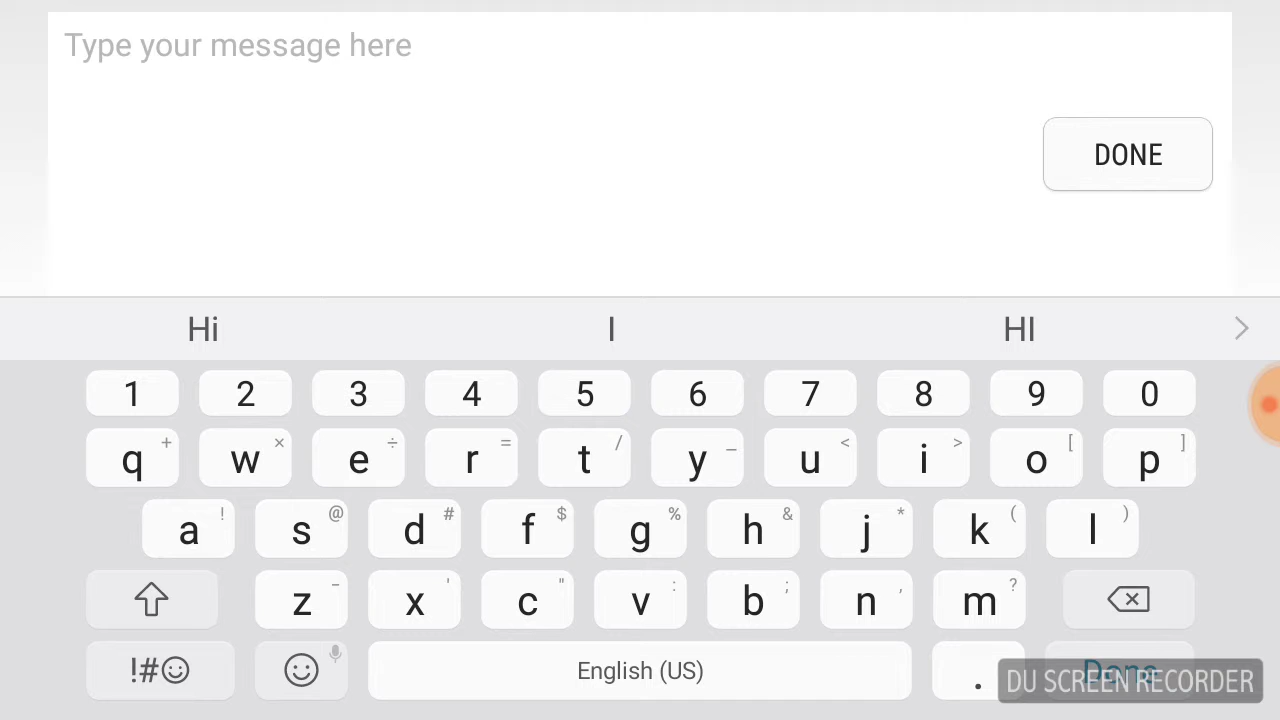 Type your message here
DONE
Hi I HI
1 2 3 4 5 6 7 8 9 0
q + w × e ÷ r = t / y _ u < i > o [ p ]
a ! s @ d # f $ g % h & j * k ( l )
z - x ' c " v : b ; n , m ?
!#☺ English (US) . Done
DU SCREEN RECORDER